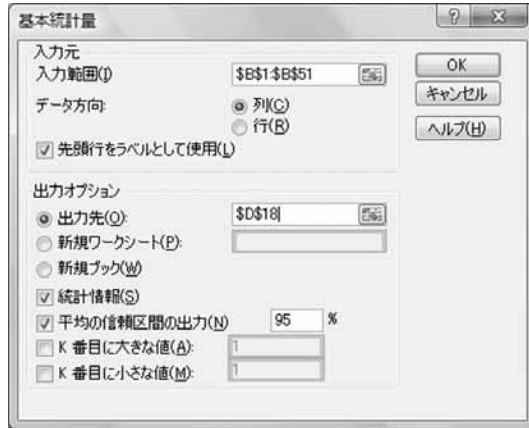 基本統計量
入力元
入力範囲(I) $B$1:$B$51
データ方向: 列(C)
行(R)
先頭行をラベルとして使用(L)
OK
キャンセル
ヘルプ(H)
出力オプション
出力先(O): $D$18
新規ワークシート(P):
新規ブック(W)
統計情報(S)
平均の信頼区間の出力(N) 95 %
K 番目に大きな値(A): 1
K 番目に小さな値(M): 1